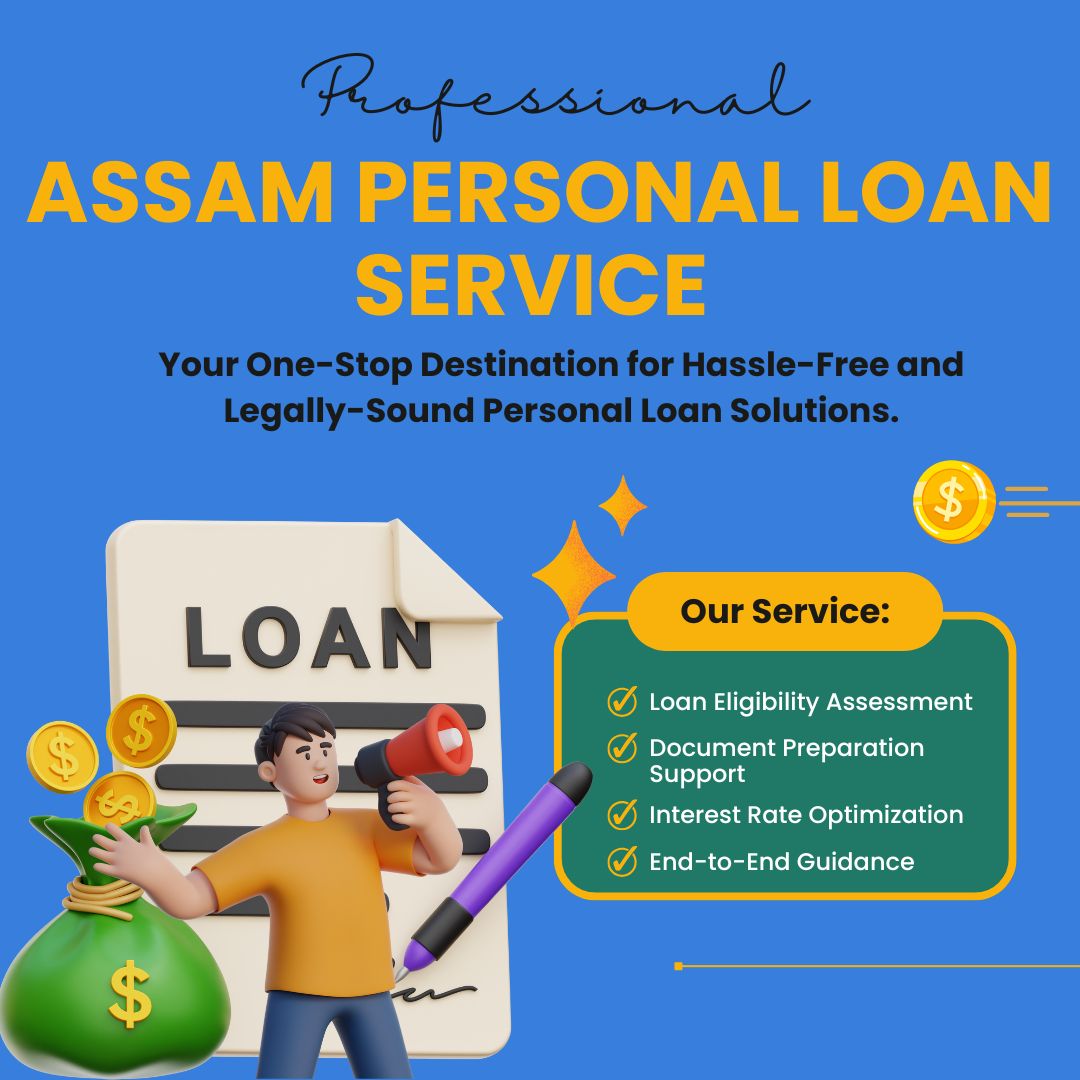 Professional
ASSAM PERSONAL LOAN
SERVICE
Your One-Stop Destination for Hassle-Free and
Legally-Sound Personal Loan Solutions.
LOAN
Our Service:
Loan Eligibility Assessment
Document Preparation
Support
Interest Rate Optimization
End-to-End Guidance
$
$
$
$
$